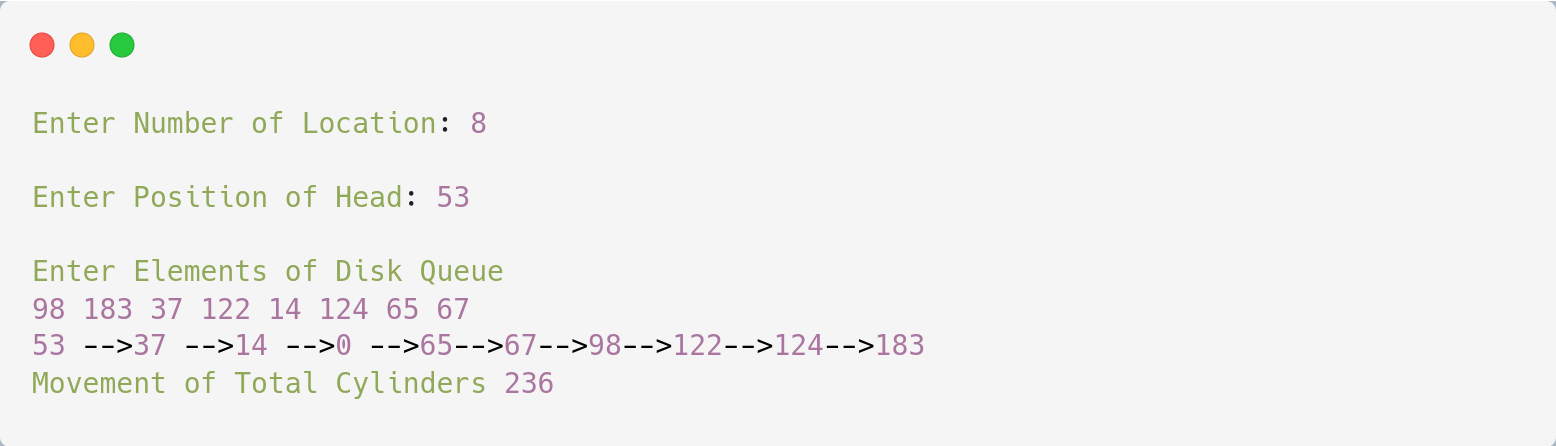 Enter Number of Location: 8
Enter Position of Head: 53
Enter Elements of Disk Queue
98 183 37 122 14 124 65 67
53 -->37 -->14 -->0 -->65-->67-->98-->122-->124-->183
Movement of Total Cylinders 236